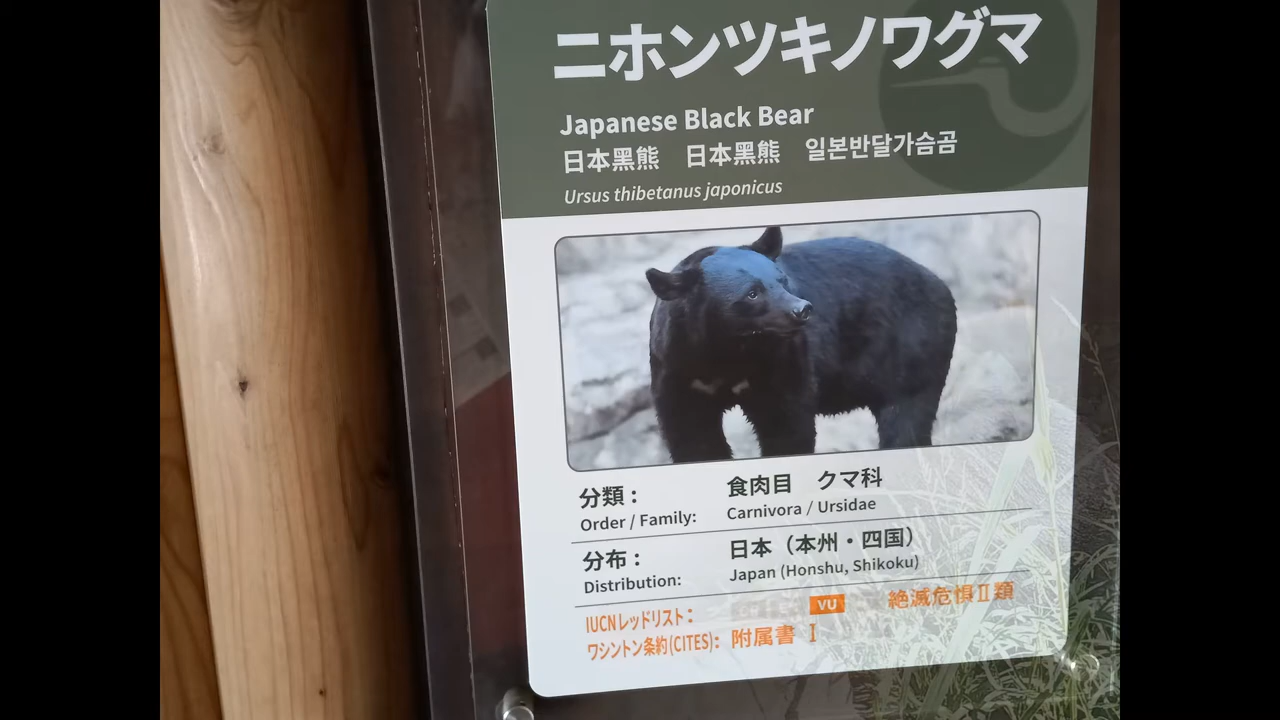 ニホンツキノワグマ
Japanese Black Bear
日本黑熊　日本黑熊　일본반달가슴곰
Ursus thibetanus japonicus
分類：　食肉目　クマ科
Order / Family:　Carnivora / Ursidae
分布：　日本（本州・四国）
Distribution:　Japan (Honshu, Shikoku)
IUCNレッドリスト：　VU　絶滅危惧Ⅱ類
ワシントン条約(CITES)：附属書 Ⅰ